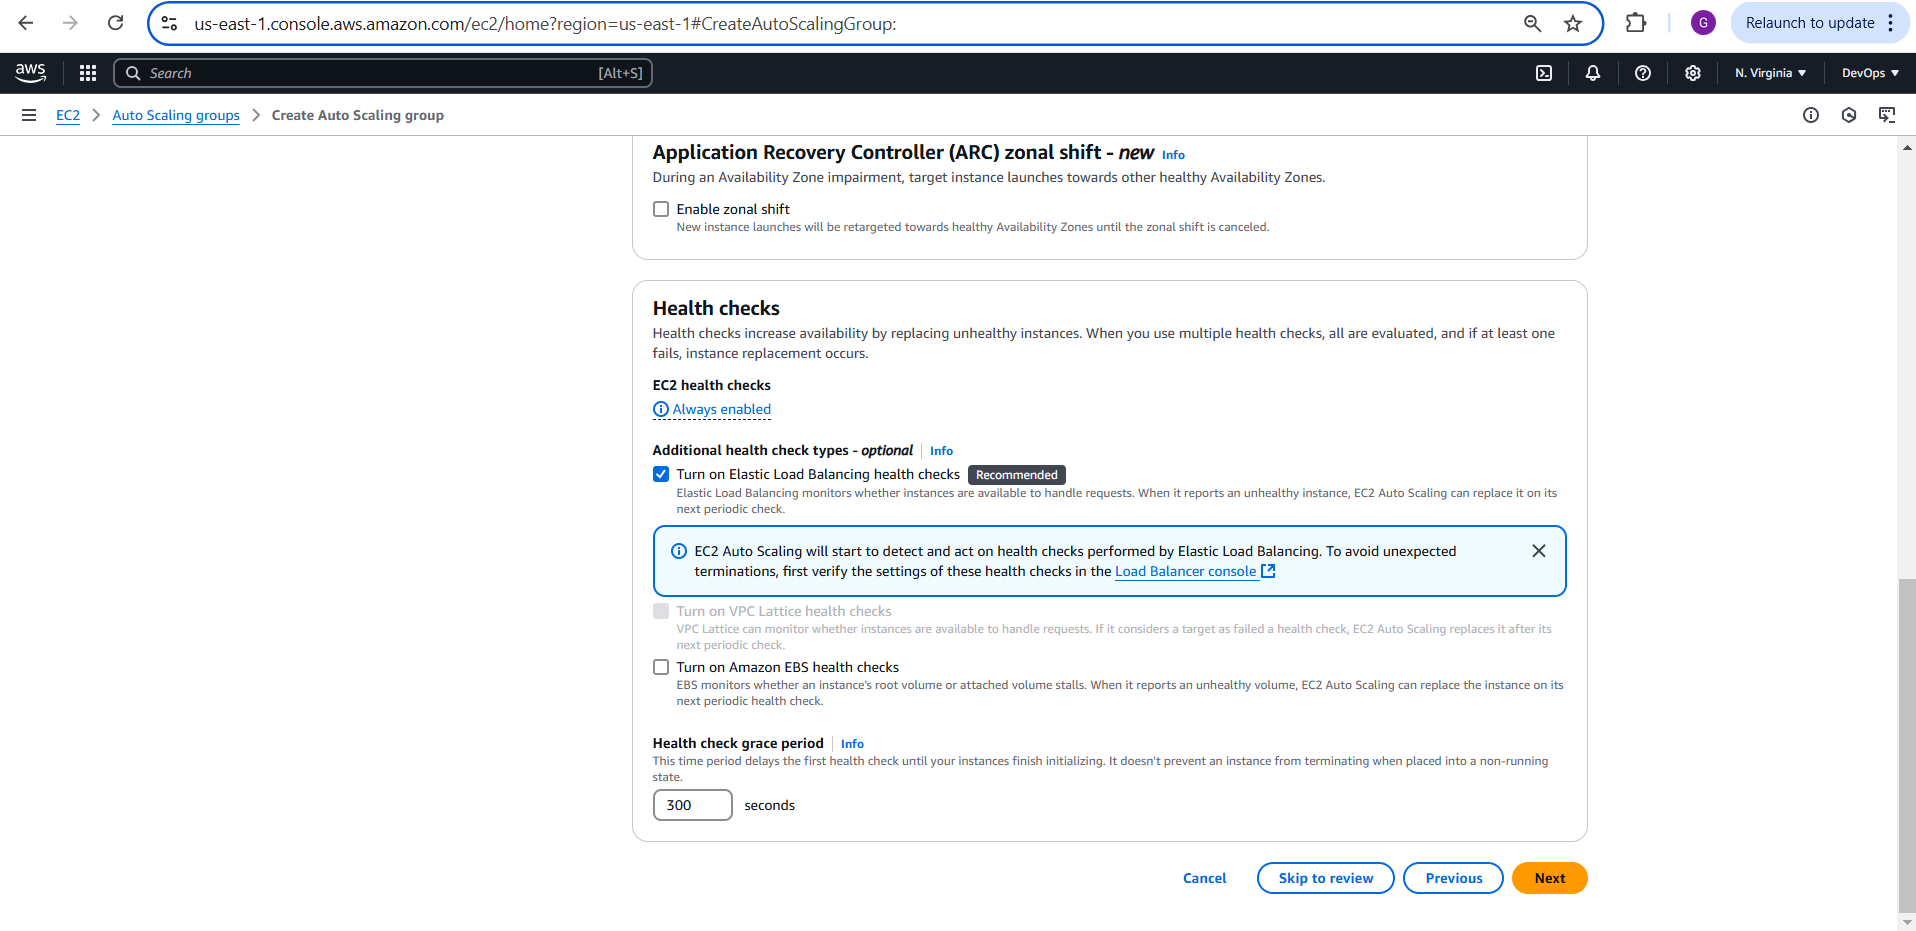 us-east-1.console.aws.amazon.com/ec2/home?region=us-east-1#CreateAutoScalingGroup:
G
Relaunch to update
aws
Search
[Alt+S]
N. Virginia
DevOps
EC2
Auto Scaling groups
Create Auto Scaling group
Application Recovery Controller (ARC) zonal shift - new Info
During an Availability Zone impairment, target instance launches towards other healthy Availability Zones.
Enable zonal shift
New instance launches will be retargeted towards healthy Availability Zones until the zonal shift is canceled.
Health checks
Health checks increase availability by replacing unhealthy instances. When you use multiple health checks, all are evaluated, and if at least one
fails, instance replacement occurs.
EC2 health checks
Always enabled
Additional health check types - optional Info
Turn on Elastic Load Balancing health checks Recommended
Elastic Load Balancing monitors whether instances are available to handle requests. When it reports an unhealthy instance, EC2 Auto Scaling can replace it on its
next periodic check.
EC2 Auto Scaling will start to detect and act on health checks performed by Elastic Load Balancing. To avoid unexpected
terminations, first verify the settings of these health checks in the Load Balancer console
Turn on VPC Lattice health checks
VPC Lattice can monitor whether instances are available to handle requests. If it considers a target as failed a health check, EC2 Auto Scaling replaces it after its
next periodic check.
Turn on Amazon EBS health checks
EBS monitors whether an instance's root volume or attached volume stalls. When it reports an unhealthy volume, EC2 Auto Scaling can replace the instance on its
next periodic health check.
Health check grace period Info
This time period delays the first health check until your instances finish initializing. It doesn't prevent an instance from terminating when placed into a non-running
state.
300 seconds
Cancel
Skip to review
Previous
Next